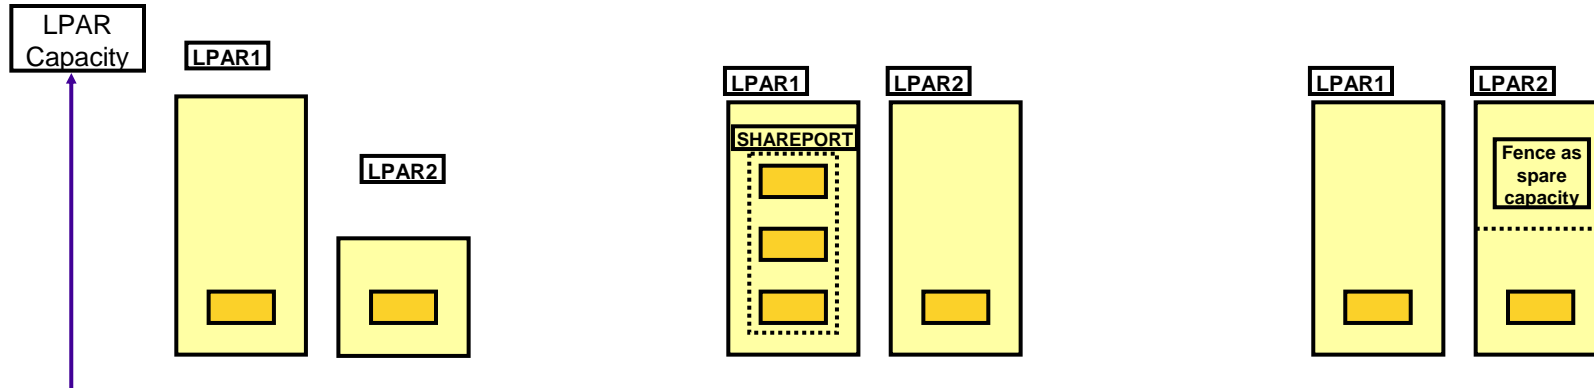 LPAR
Capacity
LPAR1
LPAR2
LPAR1
LPAR2
SHAREPORT
LPAR1
LPAR2
Fence as
spare
capacity